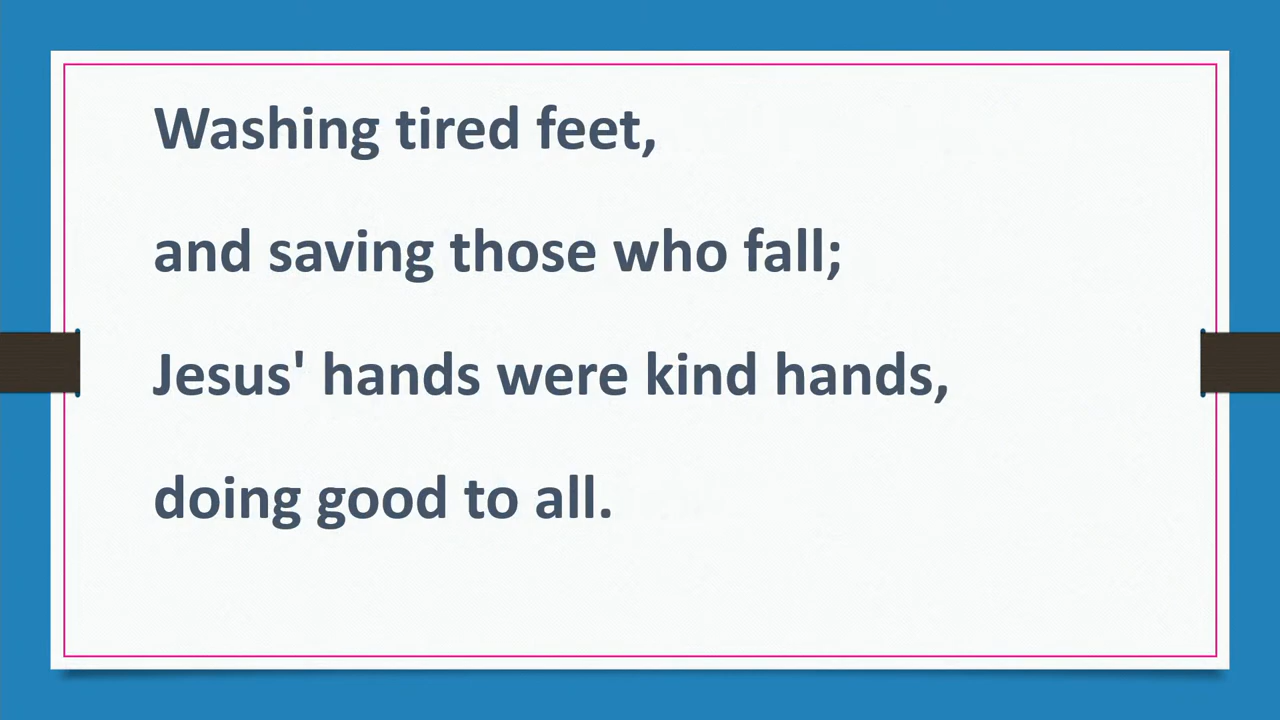 Washing tired feet,
and saving those who fall;
Jesus' hands were kind hands,
doing good to all.